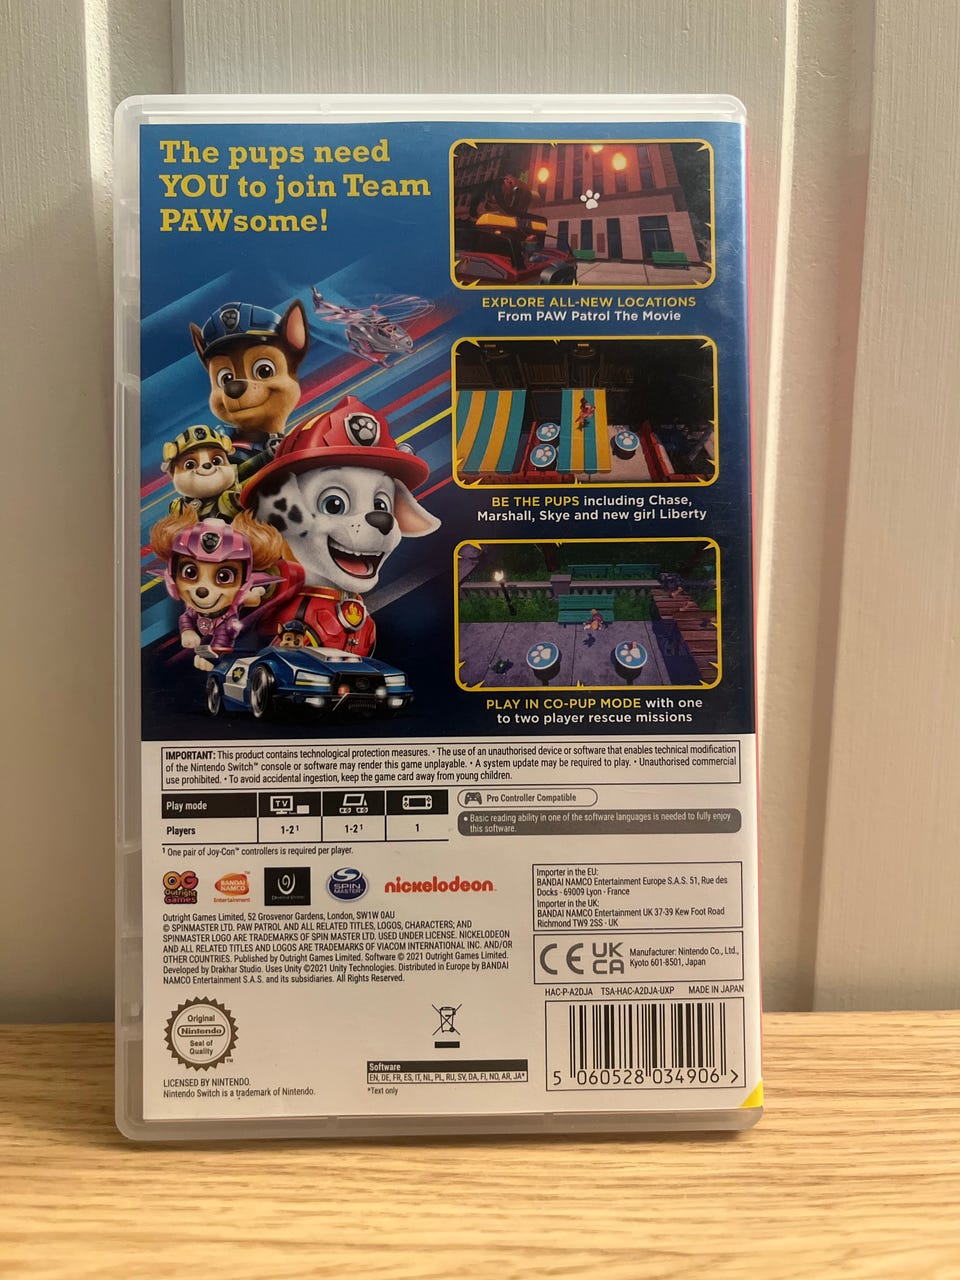 The pups need
YOU to join Team
PAWsome!
EXPLORE ALL-NEW LOCATIONS
From PAW Patrol The Movie
BE THE PUPS including Chase,
Marshall, Skye and new girl Liberty
PLAY IN CO-PUP MODE with one
to two player rescue missions
IMPORTANT: This product contains technological protection measures. • The use of an unauthorised device or software that enables technical modification
of the Nintendo Switch™ console or software may render this game unplayable. • A system update may be required to play. • Unauthorised commercial
use prohibited. • To avoid accidental ingestion, keep the game card away from young children.
Play mode
TV
Players
1-2¹
1-2¹
1
Pro Controller Compatible
• Basic reading ability in one of the software languages is needed to fully enjoy
this software.
¹ One pair of Joy-Con™ controllers is required per player.
OG
Outright
Games
BANDAI
NAMCO
Entertainment
SPIN
MASTER
nickelodeon
Outright Games Limited, 52 Grosvenor Gardens, London, SW1W 0AU
© SPINMASTER LTD. PAW PATROL AND ALL RELATED TITLES, LOGOS, CHARACTERS; AND
SPINMASTER LOGO ARE TRADEMARKS OF SPIN MASTER LTD. USED UNDER LICENSE. NICKELODEON
AND ALL RELATED TITLES AND LOGOS ARE TRADEMARKS OF VIACOM INTERNATIONAL INC. AND/OR
OTHER COUNTRIES. Published by Outright Games Limited. Software © 2021 Outright Games Limited.
Developed by Drakhar Studio. Uses Unity ©2021 Unity Technologies. Distributed in Europe by BANDAI
NAMCO Entertainment S.A.S. and its subsidiaries. All Rights Reserved.
Importer in the EU:
BANDAI NAMCO Entertainment Europe S.A.S. 51, Rue des
Docks - 69009 Lyon - France
Importer in the UK:
BANDAI NAMCO Entertainment UK 37-39 Kew Foot Road
Richmond TW9 2SS - UK
CE
UK
CA
Manufacturer: Nintendo Co., Ltd.,
Kyoto 601-8501, Japan
HAC-P-A2DJA TSA-HAC-A2DJA-UXP MADE IN JAPAN
Original
Nintendo
Seal of
Quality
TM
LICENSED BY NINTENDO.
Nintendo Switch is a trademark of Nintendo.
Software
EN, DE, FR, ES, IT, NL, PL, RU, SV, DA, FI, NO, AR, JA*
*Text only
5 060528 034906 >